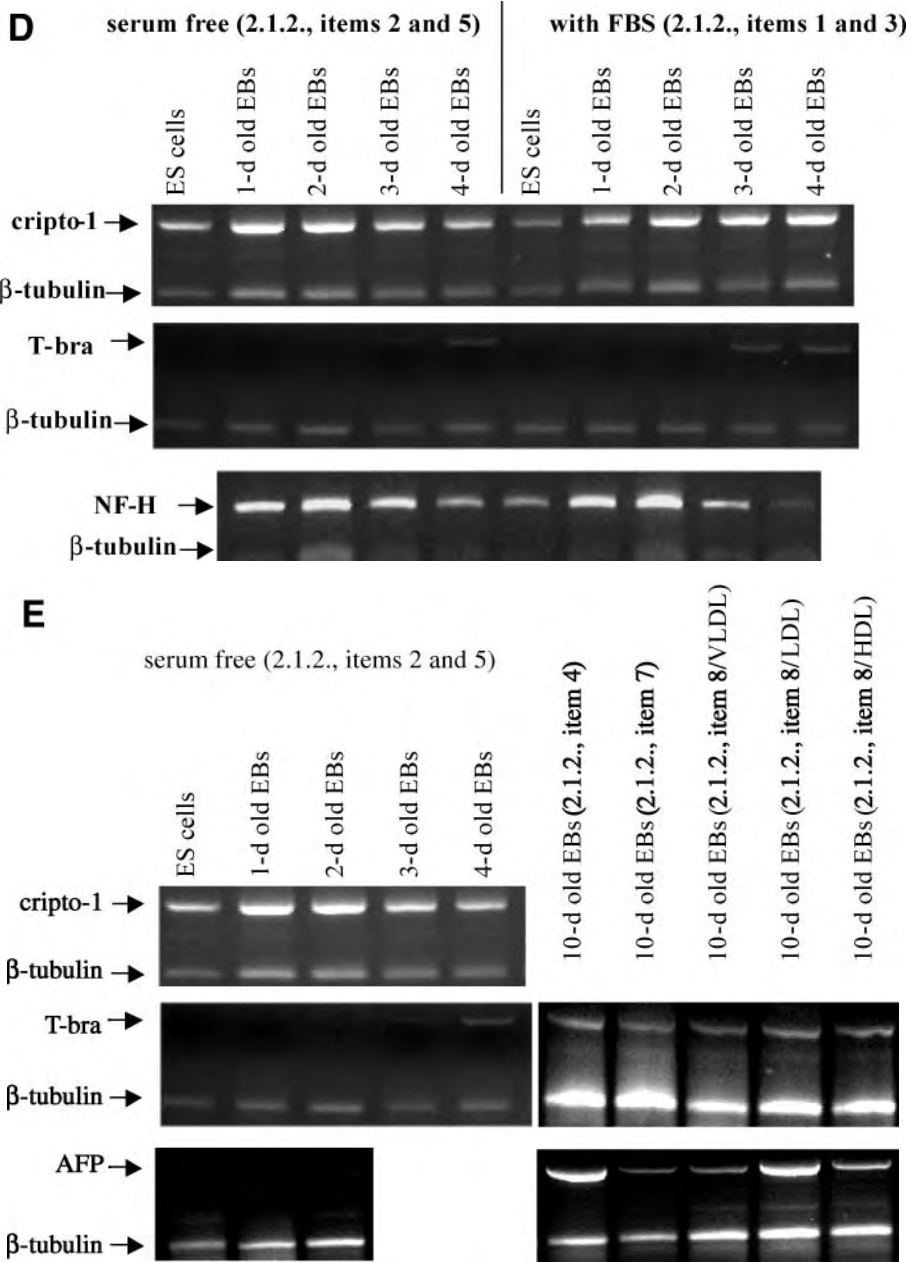 D
serum free (2.1.2., items 2 and 5)
with FBS (2.1.2., items 1 and 3)
ES cells
1-d old EBs
2-d old EBs
3-d old EBs
4-d old EBs
ES cells
1-d old EBs
2-d old EBs
3-d old EBs
4-d old EBs
cripto-1
β-tubulin
T-bra
β-tubulin
NF-H
β-tubulin
E
serum free (2.1.2., items 2 and 5)
ES cells
1-d old EBs
2-d old EBs
3-d old EBs
4-d old EBs
10-d old EBs (2.1.2., item 4)
10-d old EBs (2.1.2., item 7)
10-d old EBs (2.1.2., item 8/VLDL)
10-d old EBs (2.1.2., item 8/LDL)
10-d old EBs (2.1.2., item 8/HDL)
cripto-1
β-tubulin
T-bra
β-tubulin
AFP
β-tubulin